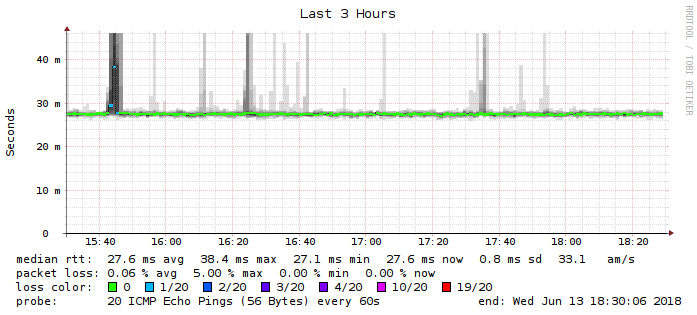 Last 3 Hours
RRDTOOL / TOBI OETIKER
Seconds
40 m
30 m
20 m
10 m
0
15:40 16:00 16:20 16:40 17:00 17:20 17:40 18:00 18:20
median rtt: 27.6 ms avg 38.4 ms max 27.1 ms min 27.6 ms now 0.8 ms sd 33.1 am/s
packet loss: 0.06 % avg 5.00 % max 0.00 % min 0.00 % now
loss color: 0 1/20 2/20 3/20 4/20 10/20 19/20
probe: 20 ICMP Echo Pings (56 Bytes) every 60s end: Wed Jun 13 18:30:06 2018